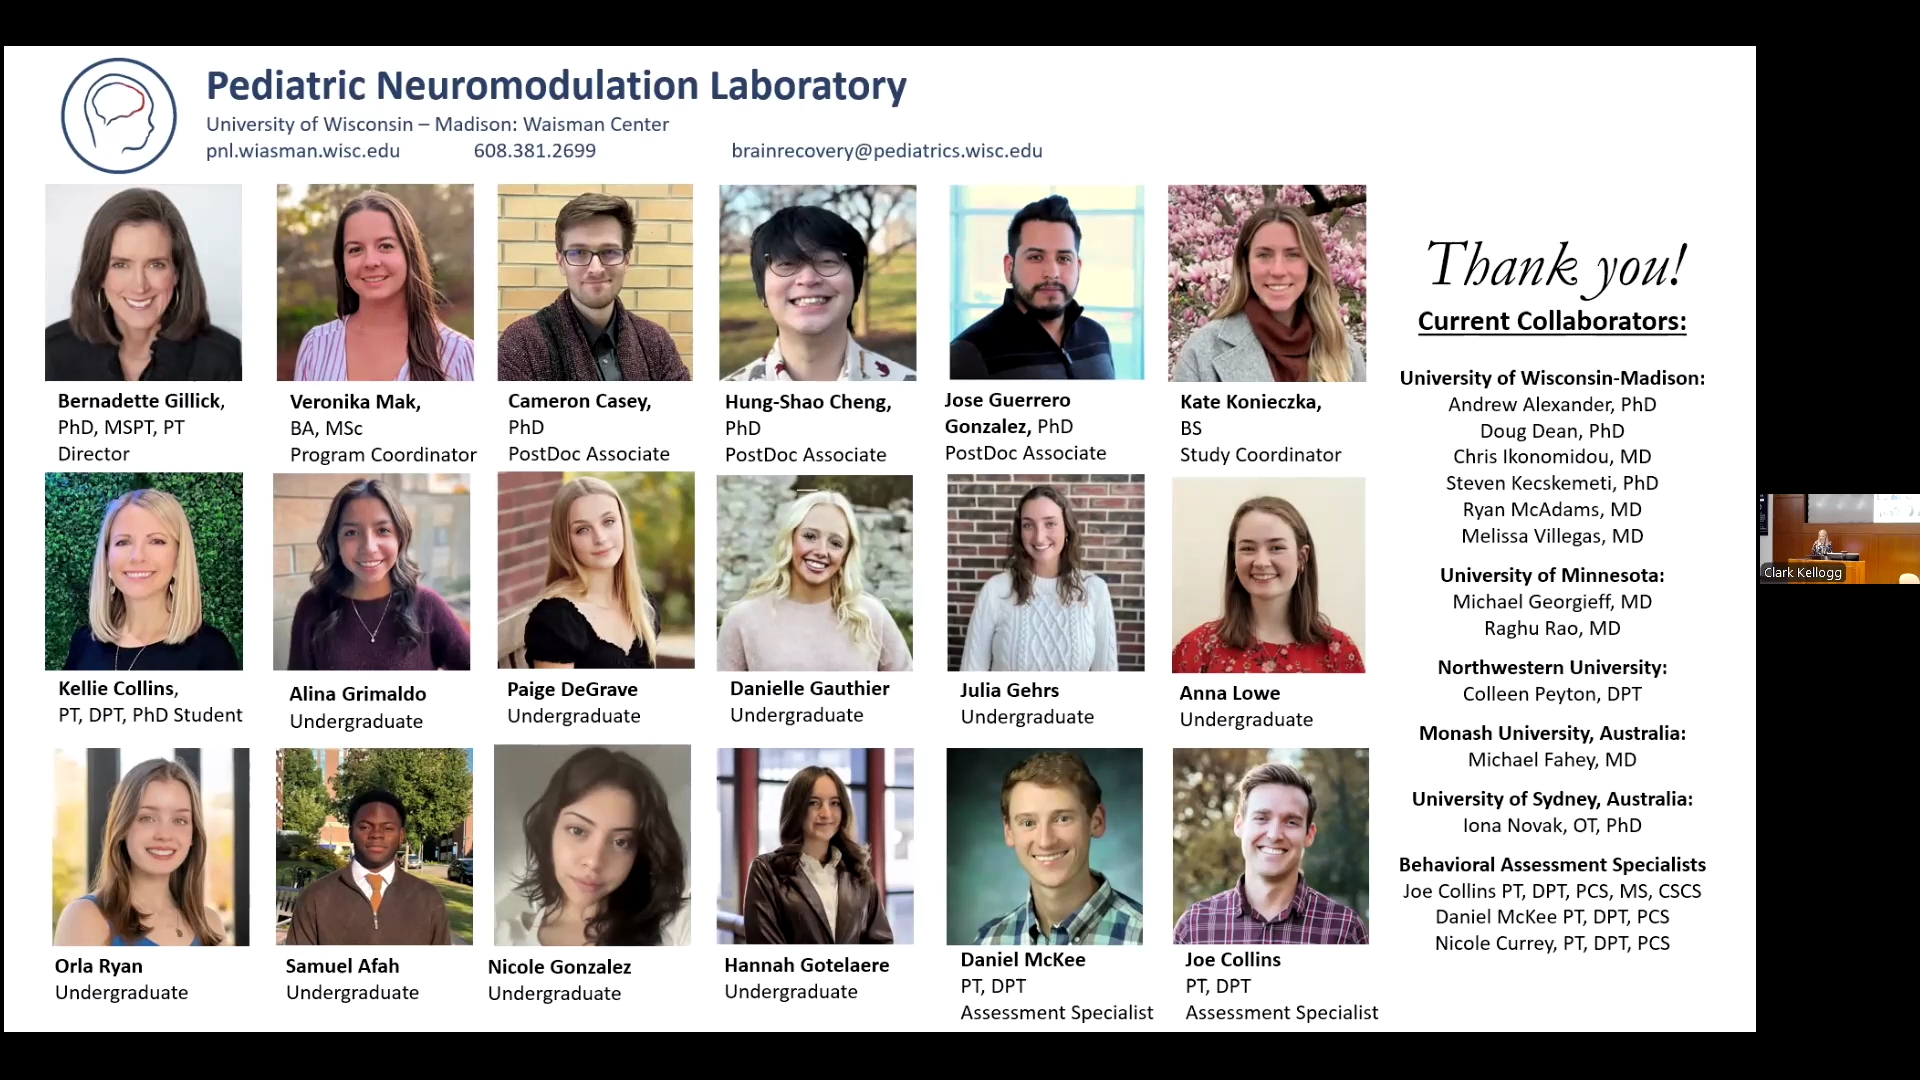 Pediatric Neuromodulation Laboratory
University of Wisconsin – Madison: Waisman Center
pnl.wiasman.wisc.edu 608.381.2699 brainrecovery@pediatrics.wisc.edu
Bernadette Gillick,
PhD, MSPT, PT
Director
Veronika Mak,
BA, MSc
Program Coordinator
Cameron Casey,
PhD
PostDoc Associate
Hung-Shao Cheng,
PhD
PostDoc Associate
Jose Guerrero
Gonzalez, PhD
PostDoc Associate
Kate Konieczka,
BS
Study Coordinator
Kellie Collins,
PT, DPT, PhD Student
Alina Grimaldo
Undergraduate
Paige DeGrave
Undergraduate
Danielle Gauthier
Undergraduate
Julia Gehrs
Undergraduate
Anna Lowe
Undergraduate
Orla Ryan
Undergraduate
Samuel Afah
Undergraduate
Nicole Gonzalez
Undergraduate
Hannah Gotelaere
Undergraduate
Daniel McKee
PT, DPT
Assessment Specialist
Joe Collins
PT, DPT
Assessment Specialist
Thank you!
Current Collaborators:
University of Wisconsin-Madison:
Andrew Alexander, PhD
Doug Dean, PhD
Chris Ikonomidou, MD
Steven Kecskemeti, PhD
Ryan McAdams, MD
Melissa Villegas, MD
University of Minnesota:
Michael Georgieff, MD
Raghu Rao, MD
Northwestern University:
Colleen Peyton, DPT
Monash University, Australia:
Michael Fahey, MD
University of Sydney, Australia:
Iona Novak, OT, PhD
Behavioral Assessment Specialists
Joe Collins PT, DPT, PCS, MS, CSCS
Daniel McKee PT, DPT, PCS
Nicole Currey, PT, DPT, PCS
Clark Kellogg